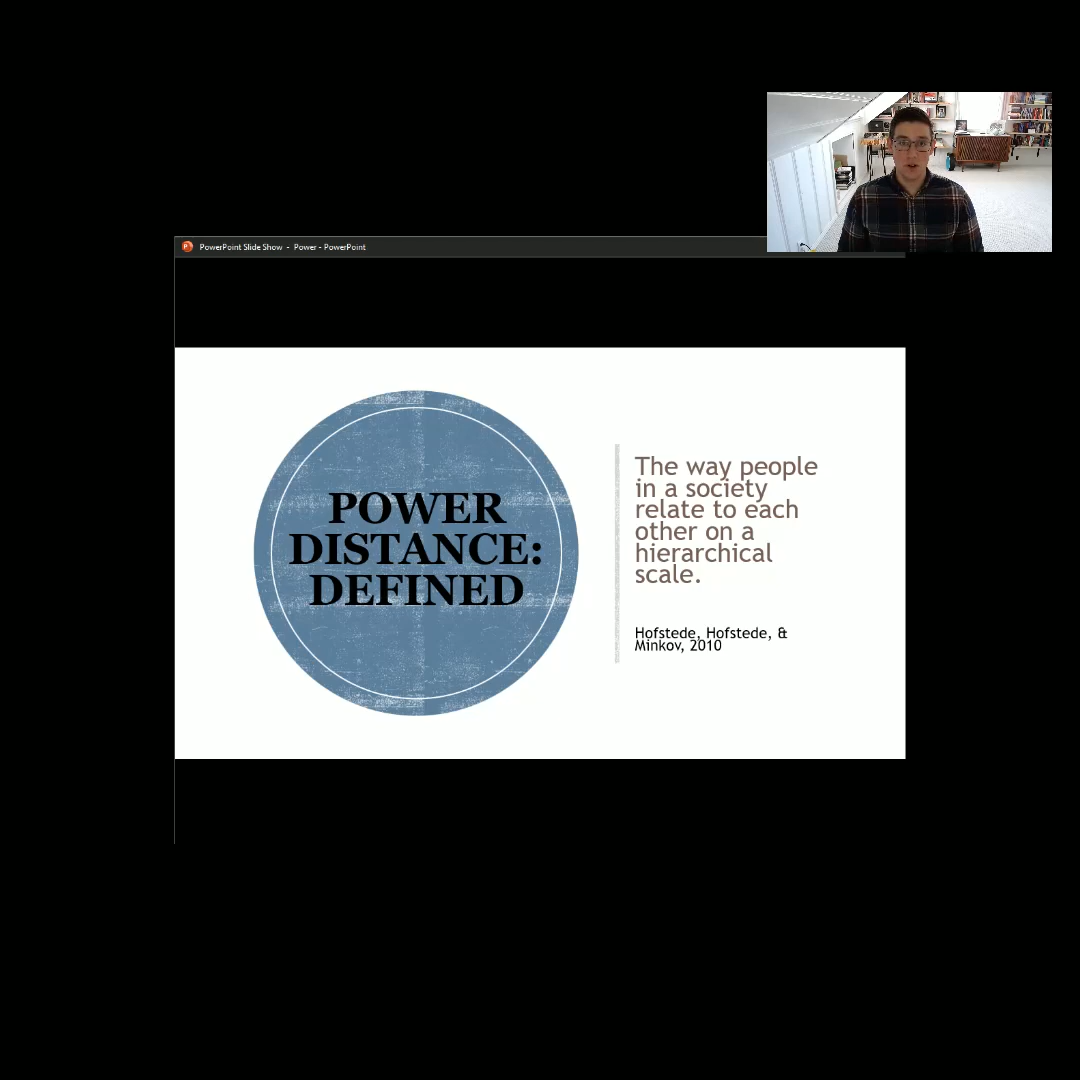 PowerPoint Slide Show - Power - PowerPoint
POWER
DISTANCE:
DEFINED
The way people
in a society
relate to each
other on a
hierarchical
scale.
Hofstede, Hofstede, &
Minkov, 2010